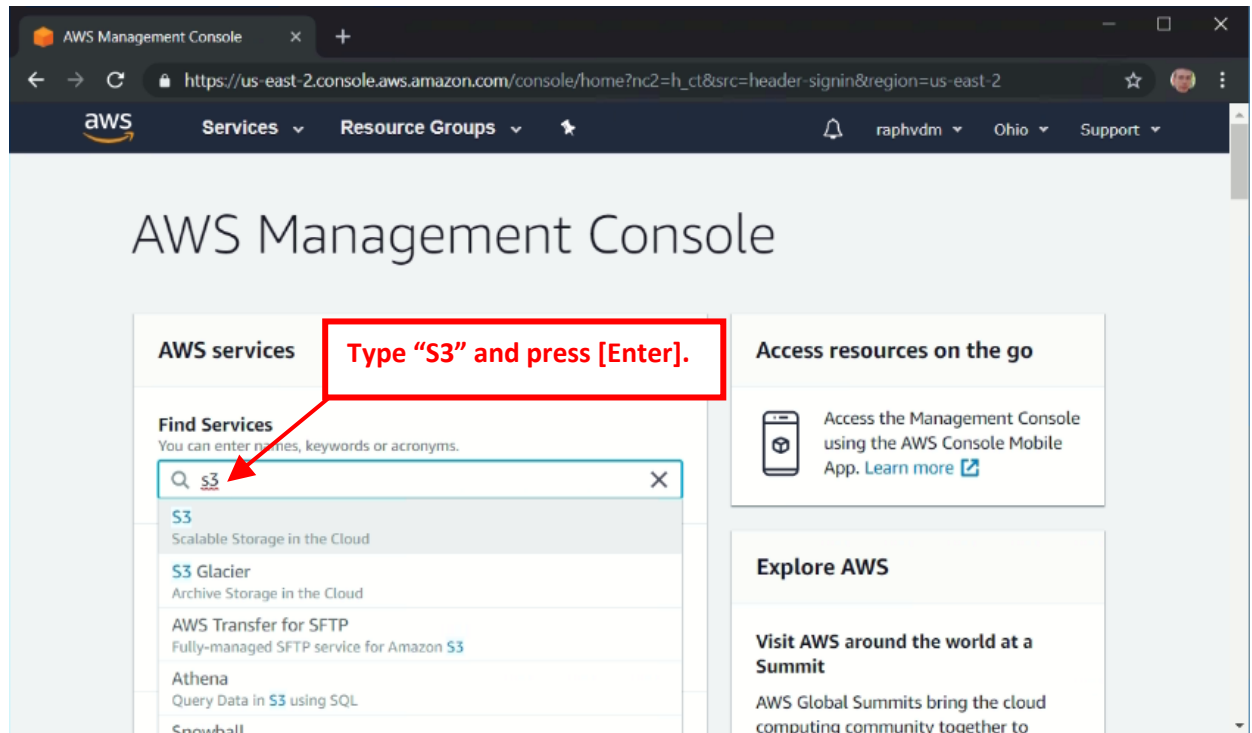 AWS Management Console
https://us-east-2.console.aws.amazon.com/console/home?nc2=h_ct&src=header-signin&region=us-east-2
aws Services Resource Groups raphvdm Ohio Support
AWS Management Console
AWS services
Type “S3” and press [Enter].
Find Services
You can enter names, keywords or acronyms.
s3
S3
Scalable Storage in the Cloud
S3 Glacier
Archive Storage in the Cloud
AWS Transfer for SFTP
Fully-managed SFTP service for Amazon S3
Athena
Query Data in S3 using SQL
Snowball
Access resources on the go
Access the Management Console
using the AWS Console Mobile
App. Learn more
Explore AWS
Visit AWS around the world at a
Summit
AWS Global Summits bring the cloud
computing community together to